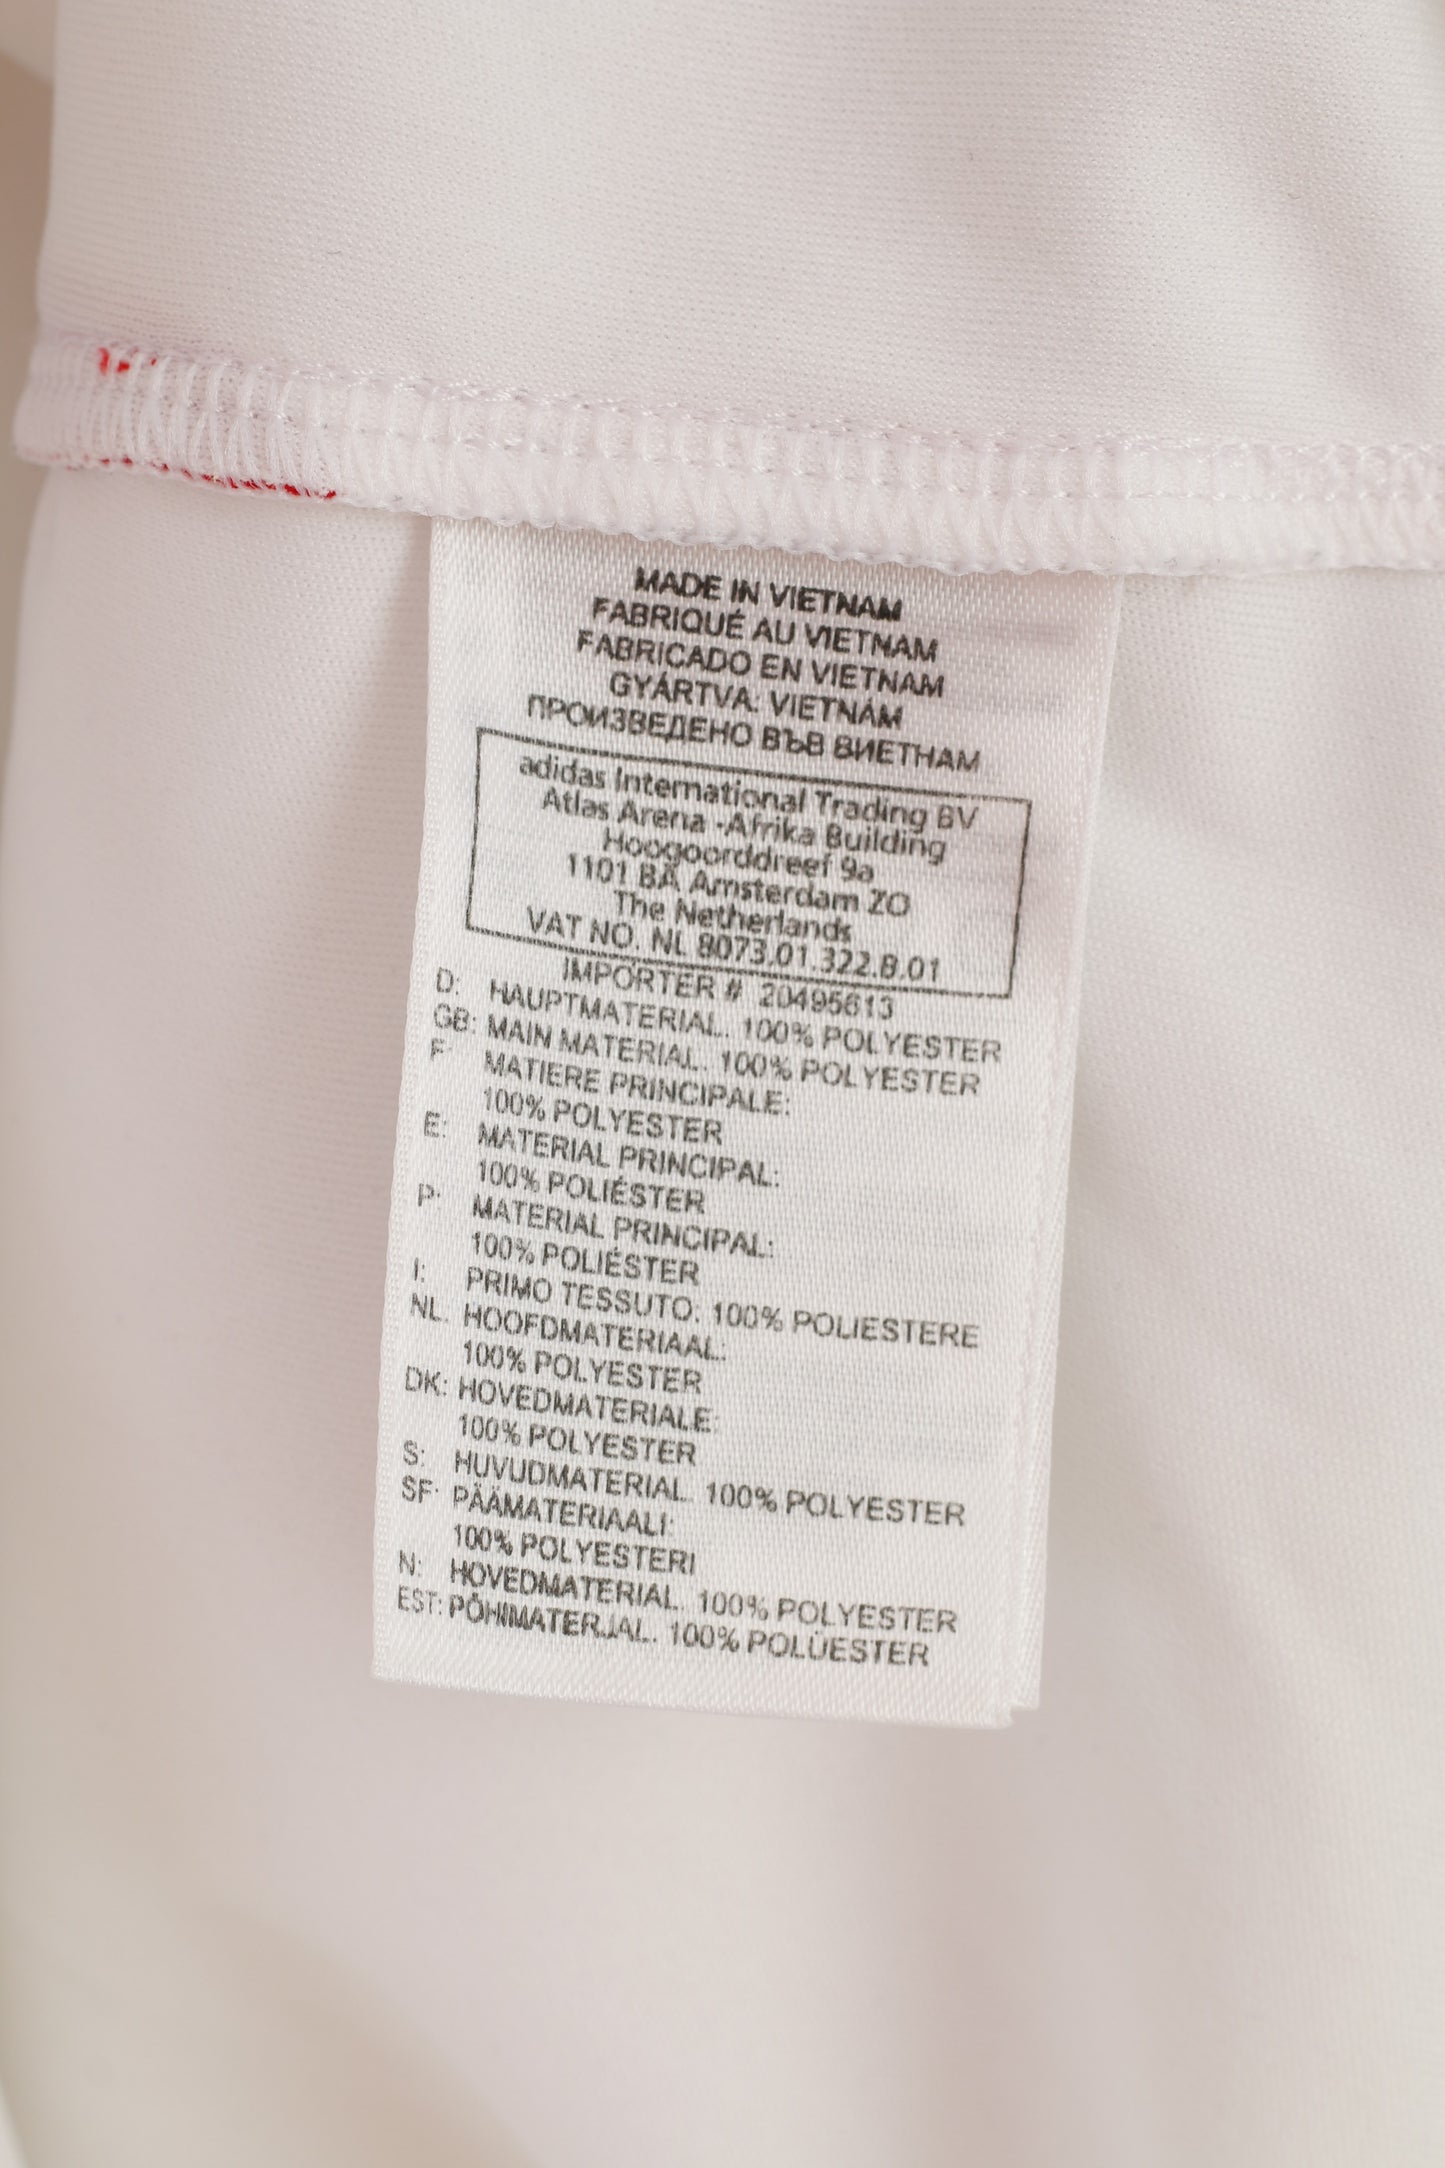 MADE IN VIETNAM
FABRIQUÉ AU VIETNAM
FABRICADO EN VIETNAM
GYÁRTVA: VIETNÁM
ПРОИЗВЕДЕНО ВЪВ ВИЕТНАМ
adidas International Trading BV
Atlas Arena -Afrika Building
Hoogoorddreef 9a
1101 BA Amsterdam ZO
The Netherlands
VAT NO. NL 8073.01.322.B.01
IMPORTER # 20495613
D: HAUPTMATERIAL. 100% POLYESTER
GB: MAIN MATERIAL. 100% POLYESTER
F: MATIERE PRINCIPALE:
100% POLYESTER
E: MATERIAL PRINCIPAL:
100% POLIÉSTER
P: MATERIAL PRINCIPAL:
100% POLIÉSTER
I: PRIMO TESSUTO: 100% POLIESTERE
NL. HOOFDMATERIAAL:
100% POLYESTER
DK: HOVEDMATERIALE:
100% POLYESTER
S: HUVUDMATERIAL. 100% POLYESTER
SF: PÄÄMATERIAALI:
100% POLYESTERI
N: HOVEDMATERIAL. 100% POLYESTER
EST: PÕHIMATERJAL. 100% POLÜESTER